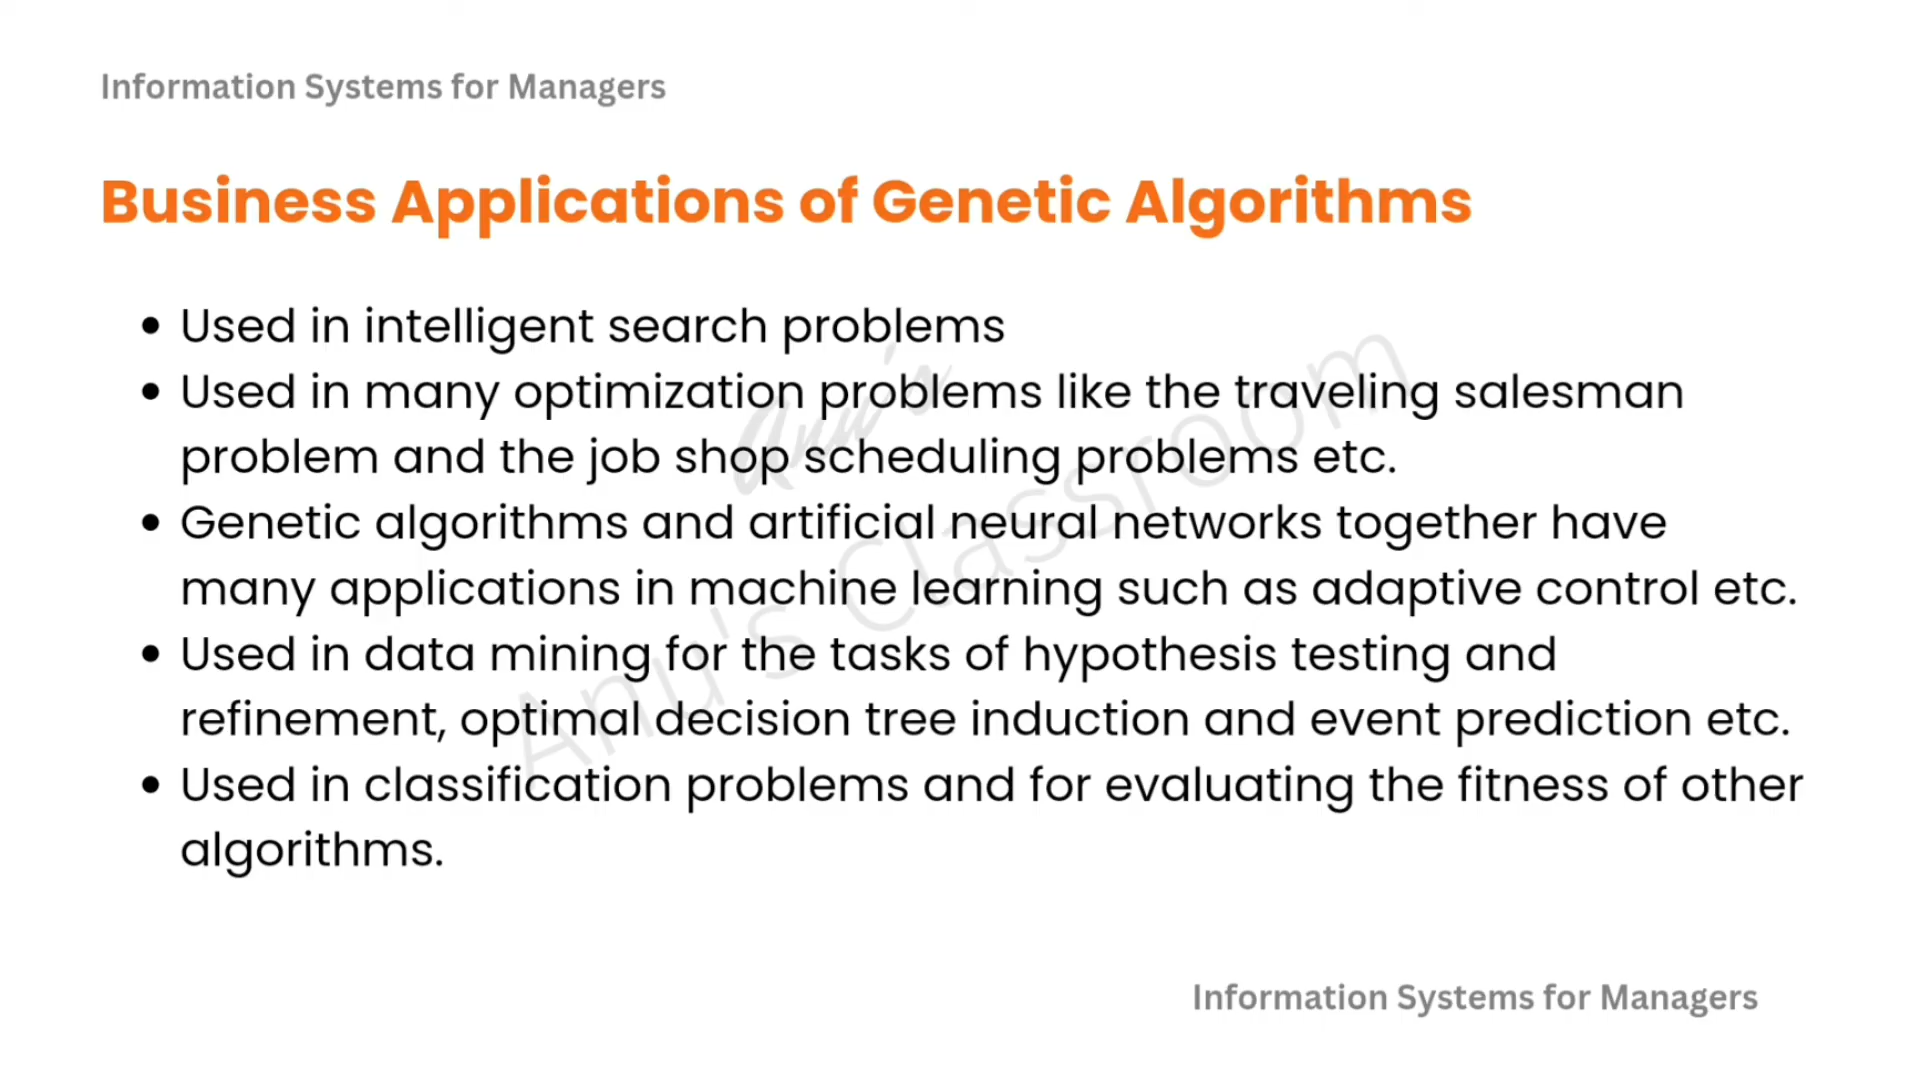 Information Systems for Managers
Business Applications of Genetic Algorithms
• Used in intelligent search problems
• Used in many optimization problems like the traveling salesman
problem and the job shop scheduling problems etc.
• Genetic algorithms and artificial neural networks together have
many applications in machine learning such as adaptive control etc.
• Used in data mining for the tasks of hypothesis testing and
refinement, optimal decision tree induction and event prediction etc.
• Used in classification problems and for evaluating the fitness of other
algorithms.
Anu's
Anu's Classroom
Information Systems for Managers